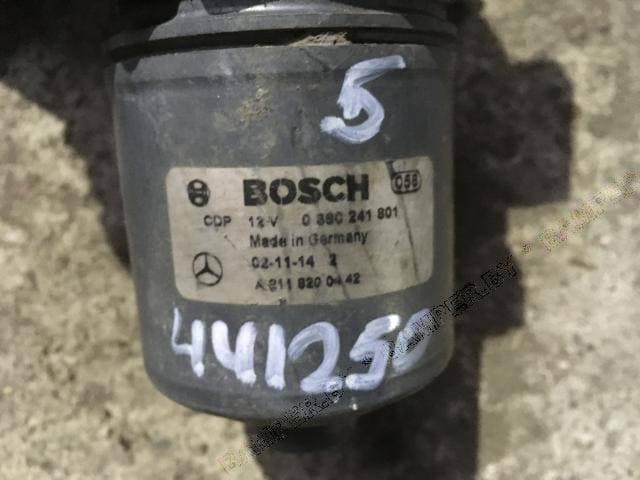 5
BOSCH 058
CDP 12 V 0 390 241 801
Made in Germany
02-11-14 2
A 211 820 04 42
441250